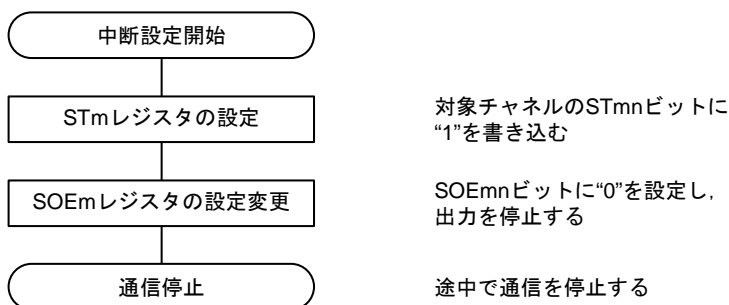 中断設定開始
STmレジスタの設定
対象チャネルのSTmnビットに
“1”を書き込む
SOEmレジスタの設定変更
SOEmnビットに“0”を設定し，
出力を停止する
通信停止
途中で通信を停止する